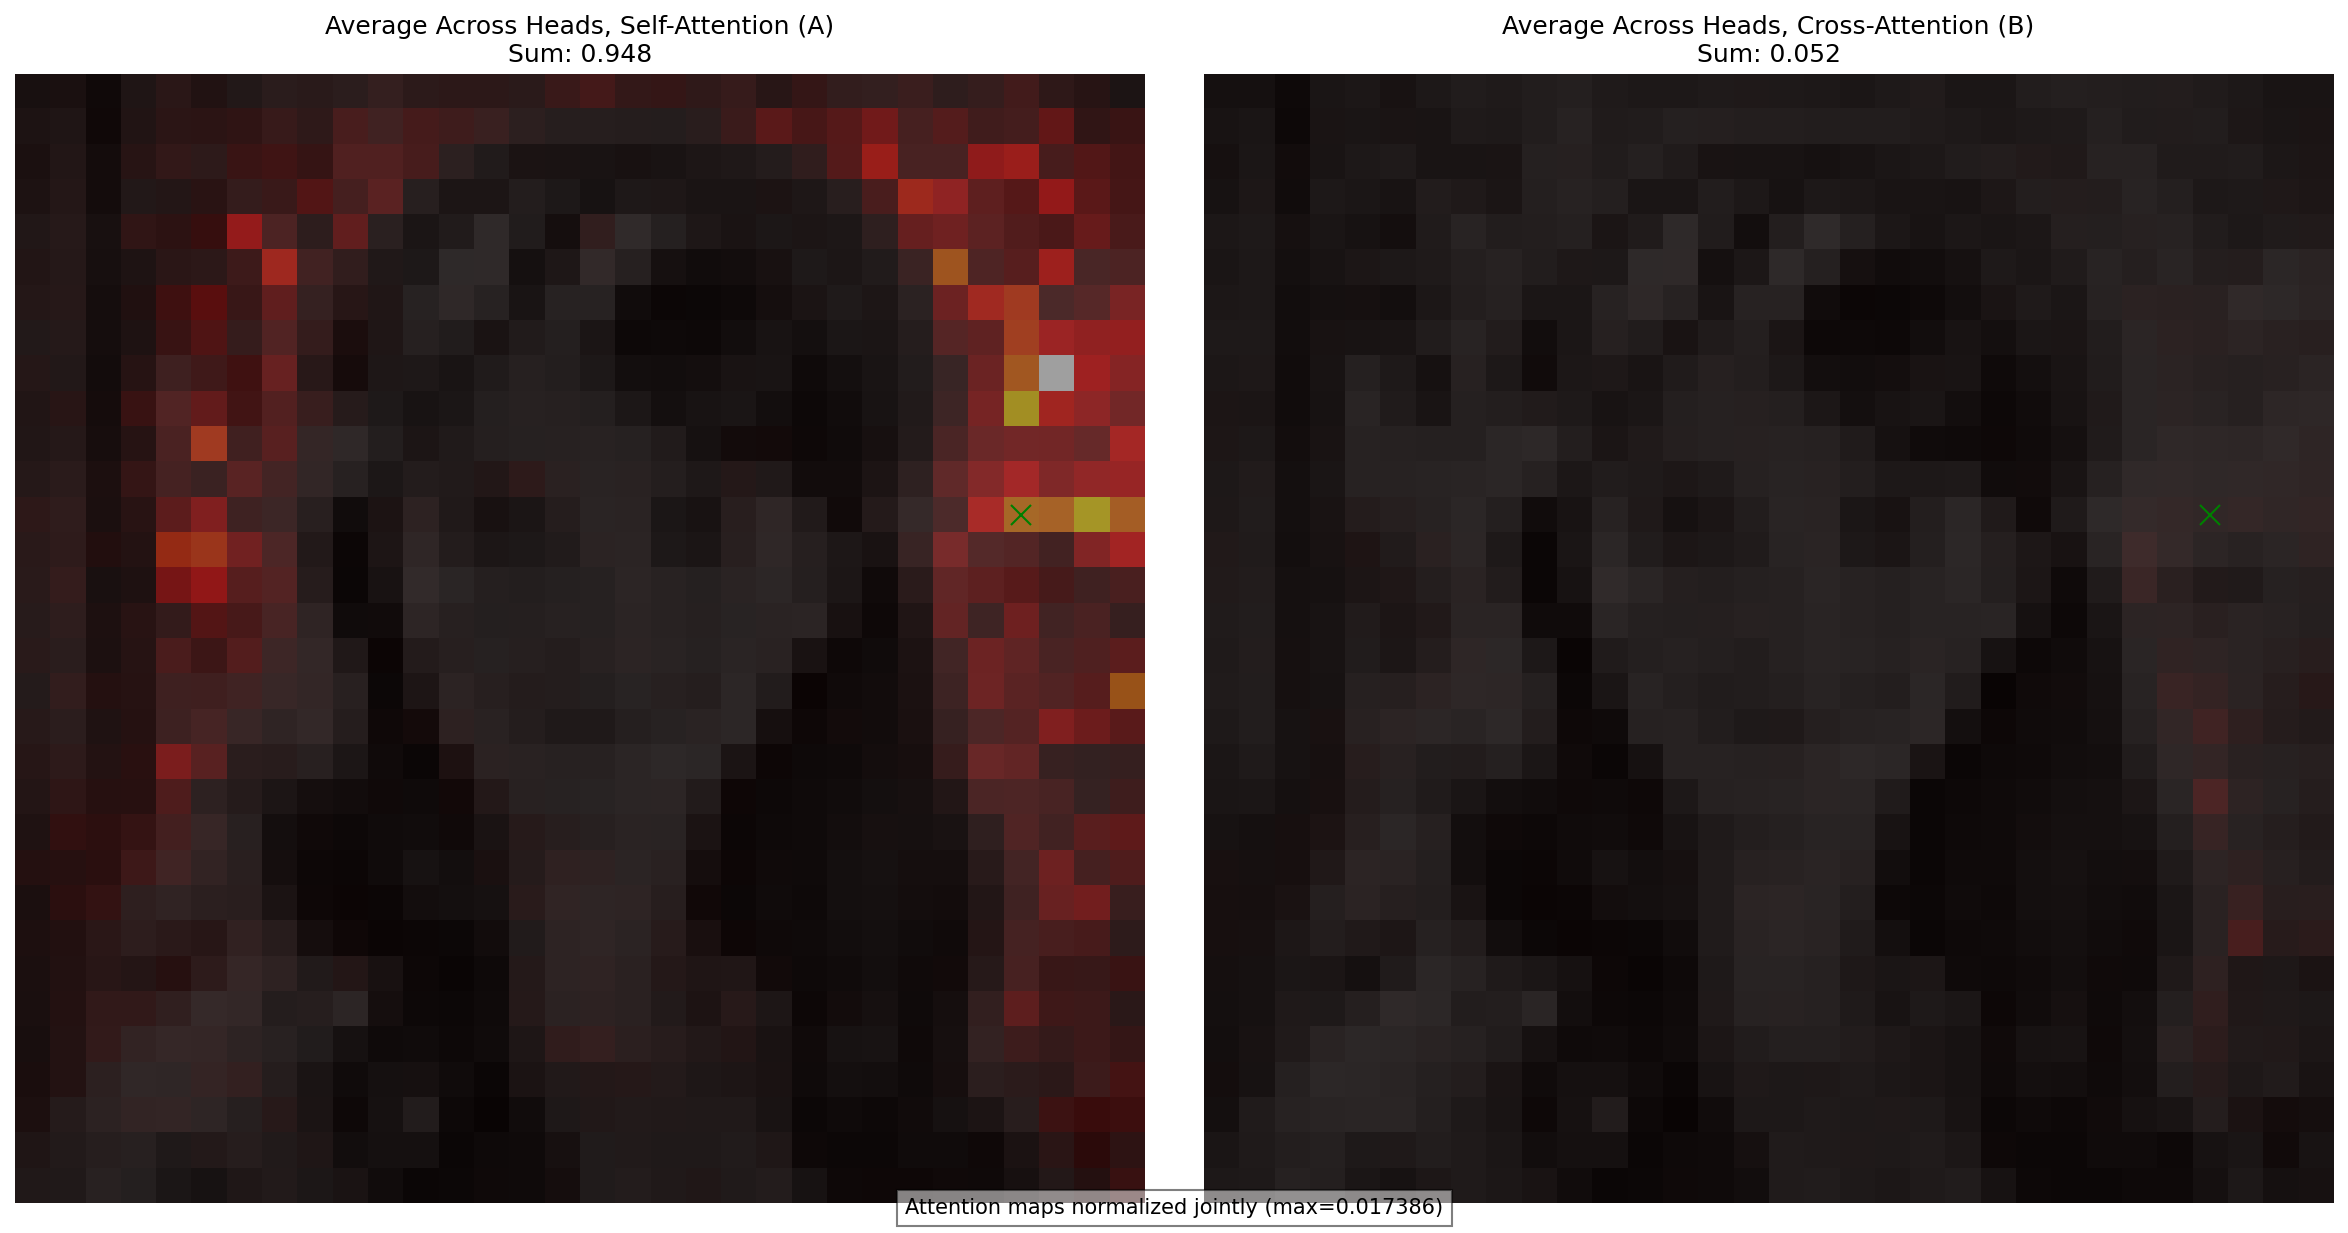 Average Across Heads, Self-Attention (A)
Sum: 0.948
Average Across Heads, Cross-Attention (B)
Sum: 0.052
Attention maps normalized jointly (max=0.017386)